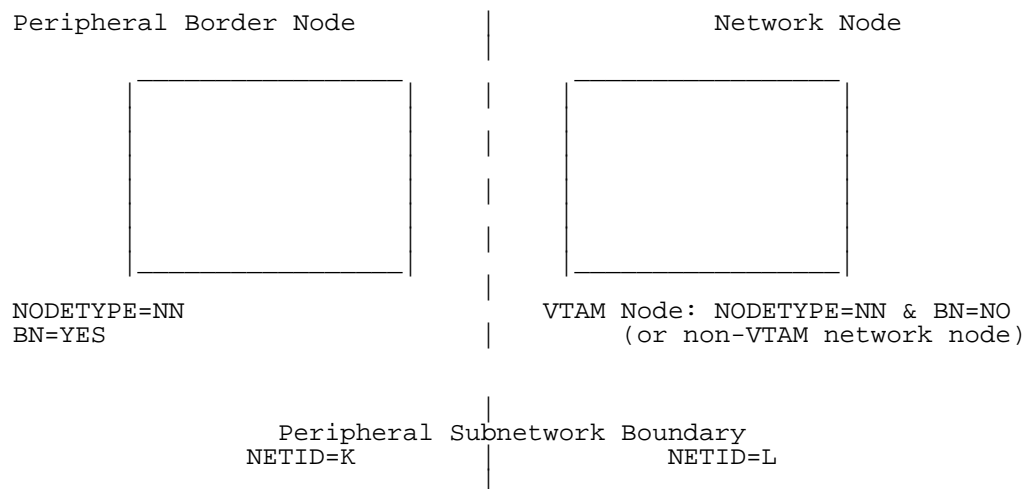 Peripheral Border Node Network Node
NODETYPE=NN VTAM Node: NODETYPE=NN & BN=NO
BN=YES (or non-VTAM network node)
Peripheral Subnetwork Boundary
NETID=K NETID=L